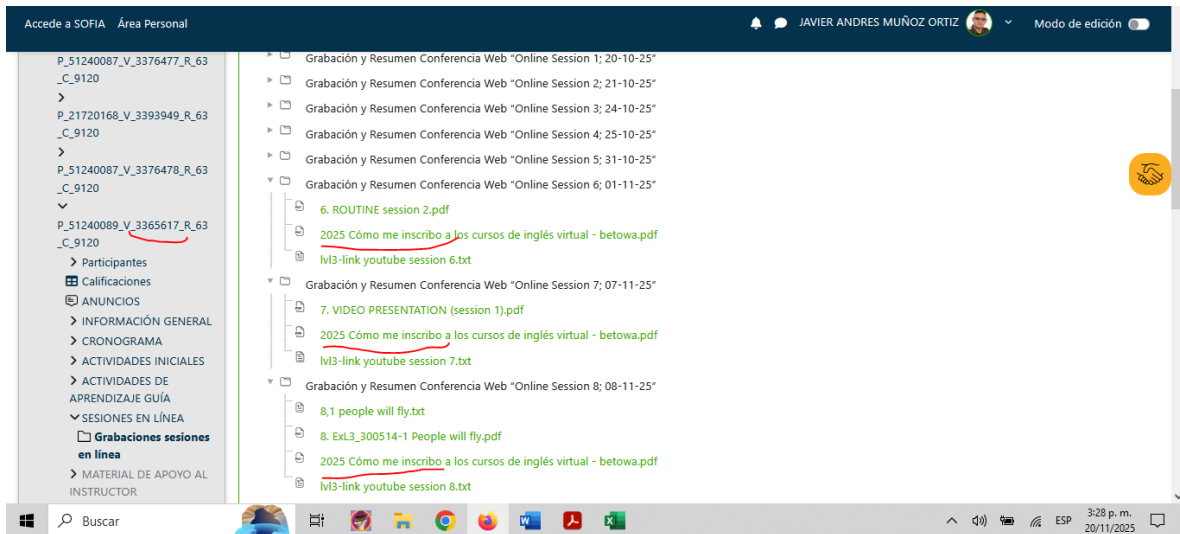 Accede a SOFIA Área Personal JAVIER ANDRES MUÑOZ ORTIZ Modo de edición
P_51240087_V_3376477_R_63
_C_9120
P_21720168_V_3393949_R_63
_C_9120
P_51240087_V_3376478_R_63
_C_9120
P_51240089_V_3365617_R_63
_C_9120
Participantes
Calificaciones
ANUNCIOS
INFORMACIÓN GENERAL
CRONOGRAMA
ACTIVIDADES INICIALES
ACTIVIDADES DE
APRENDIZAJE GUÍA
SESIONES EN LÍNEA
Grabaciones sesiones
en línea
MATERIAL DE APOYO AL
INSTRUCTOR
Grabación y Resumen Conferencia Web "Online Session 1; 20-10-25"
Grabación y Resumen Conferencia Web "Online Session 2; 21-10-25"
Grabación y Resumen Conferencia Web "Online Session 3; 24-10-25"
Grabación y Resumen Conferencia Web "Online Session 4; 25-10-25"
Grabación y Resumen Conferencia Web "Online Session 5; 31-10-25"
Grabación y Resumen Conferencia Web "Online Session 6; 01-11-25"
6. ROUTINE session 2.pdf
2025 Cómo me inscribo a los cursos de inglés virtual - betowa.pdf
lvl3-link youtube session 6.txt
Grabación y Resumen Conferencia Web "Online Session 7; 07-11-25"
7. VIDEO PRESENTATION (session 1).pdf
2025 Cómo me inscribo a los cursos de inglés virtual - betowa.pdf
lvl3-link youtube session 7.txt
Grabación y Resumen Conferencia Web "Online Session 8; 08-11-25"
8,1 people will fly.txt
8. ExL3_300514-1 People will fly.pdf
2025 Cómo me inscribo a los cursos de inglés virtual - betowa.pdf
lvl3-link youtube session 8.txt
Buscar
ESP
3:28 p. m.
20/11/2025